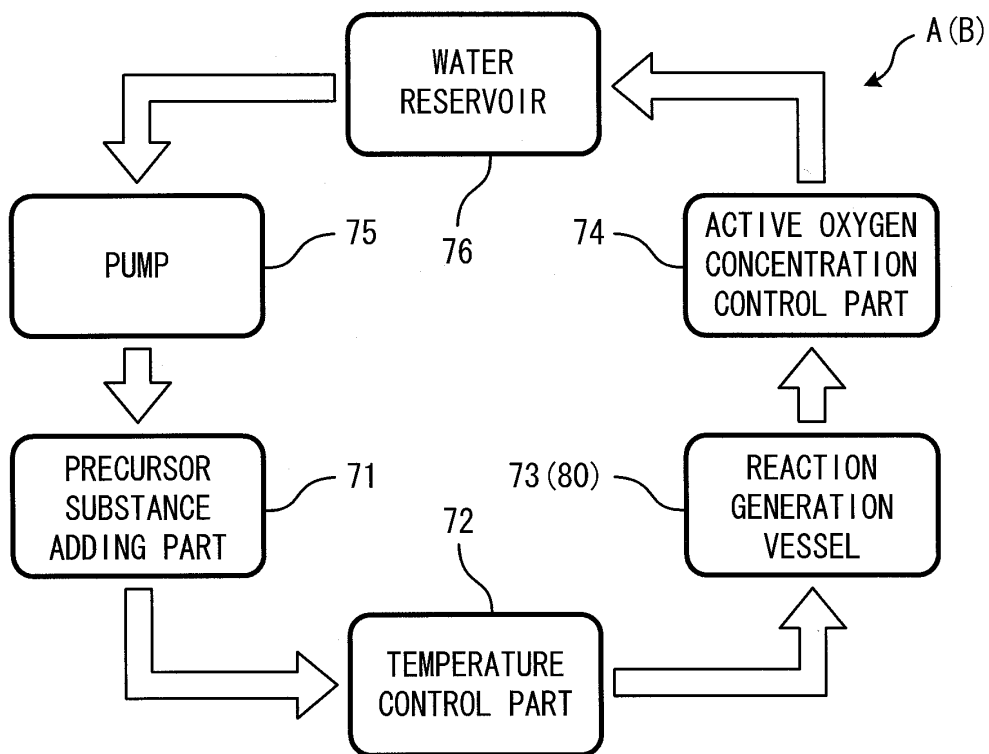 A(B)
WATER
RESERVOIR
76
PUMP
75
74
ACTIVE OXYGEN
CONCENTRATION
CONTROL PART
PRECURSOR
SUBSTANCE
ADDING PART
71
72
73(80)
REACTION
GENERATION
VESSEL
TEMPERATURE
CONTROL PART